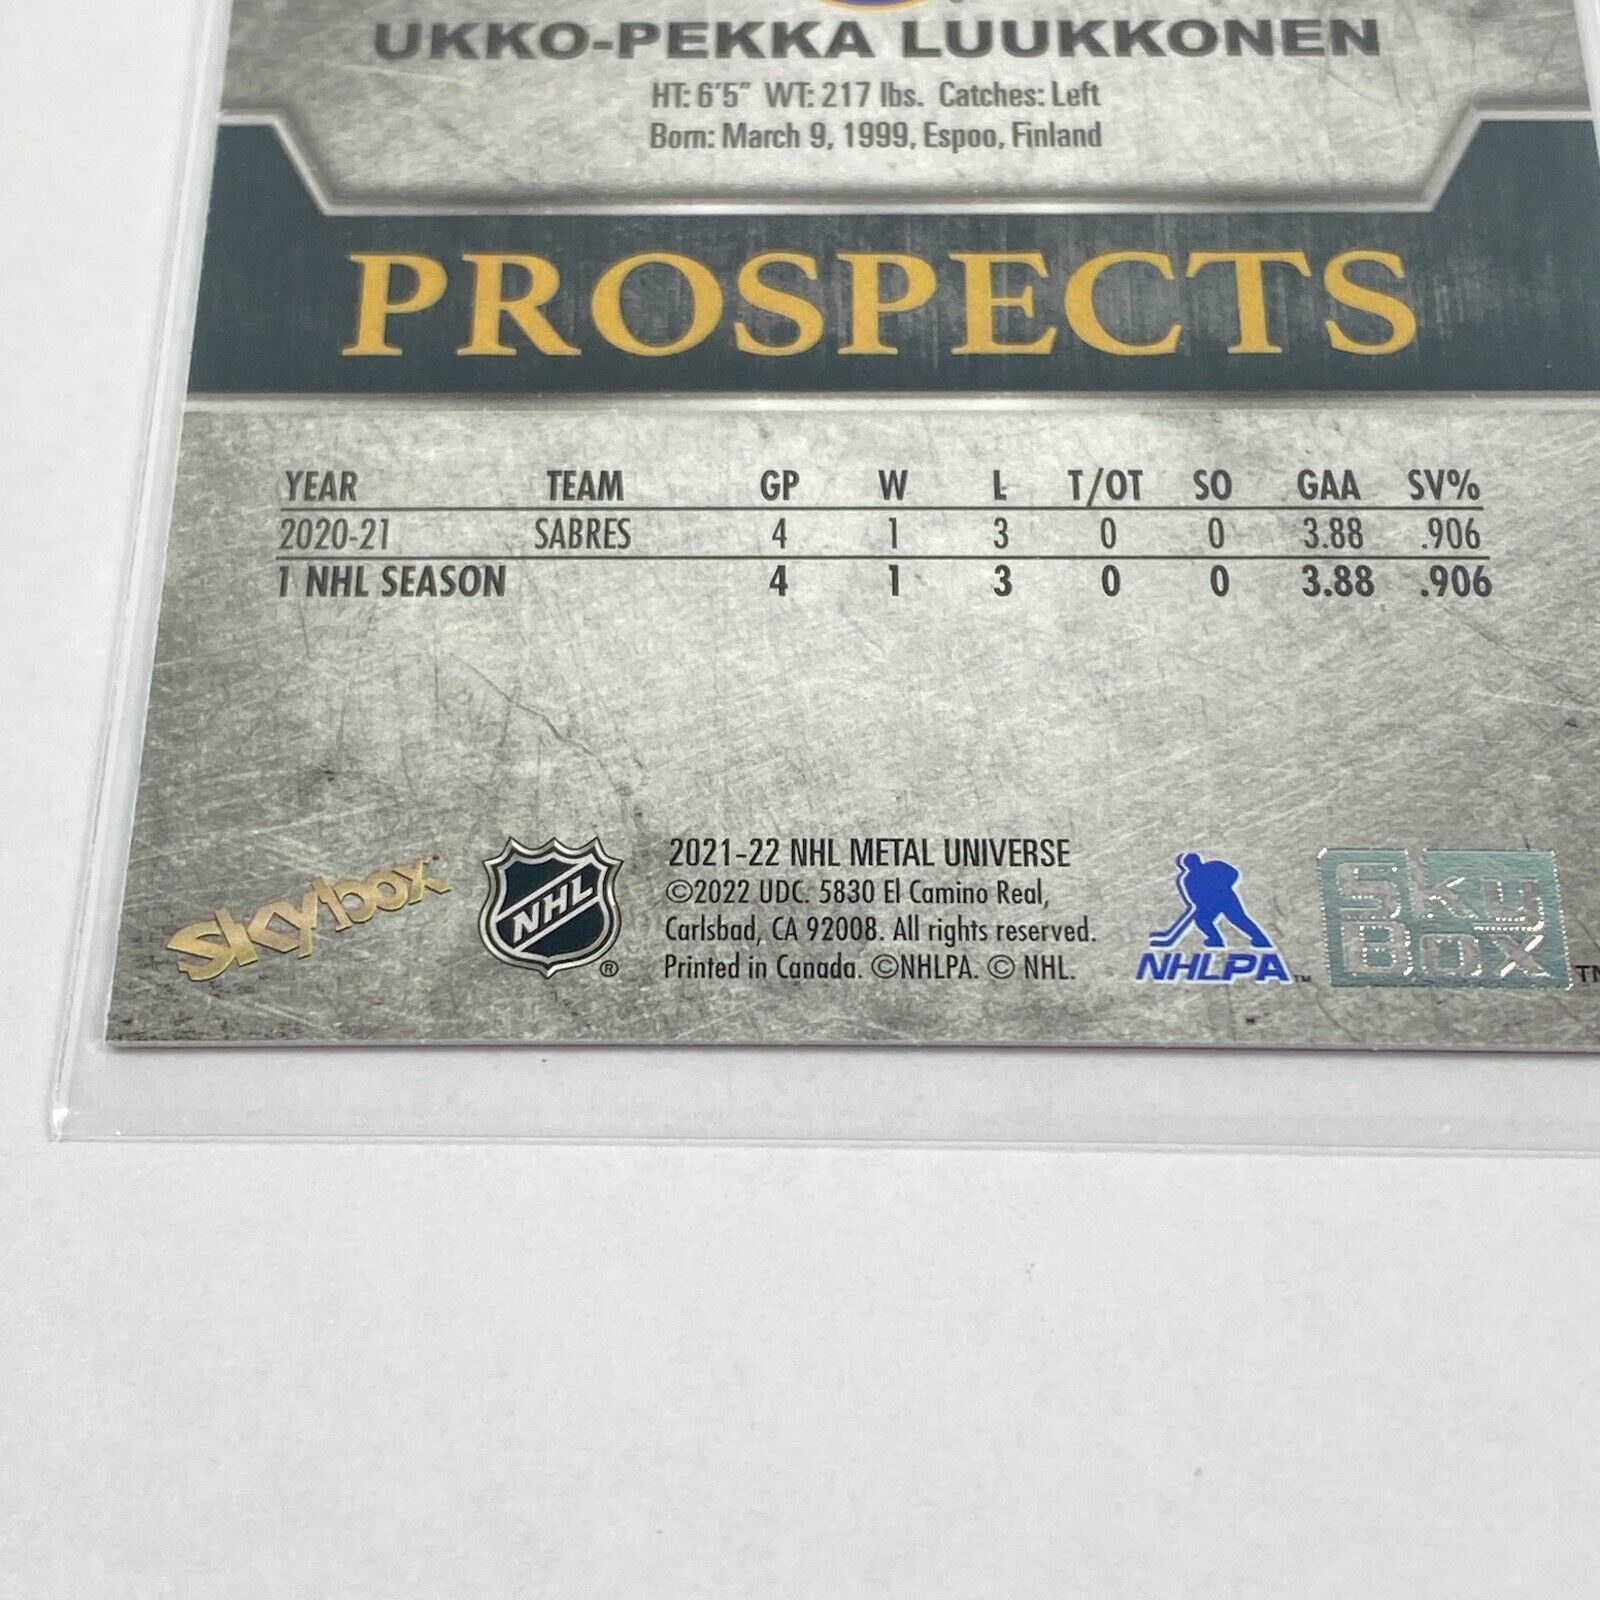 UKKO-PEKKA LUUKKONEN
HT: 6'5" WT: 217 lbs. Catches: Left
Born: March 9, 1999, Espoo, Finland
PROSPECTS
YEAR TEAM GP W L T/OT SO GAA SV%
2020-21 SABRES 4 1 3 0 0 3.88 .906
1 NHL SEASON 4 1 3 0 0 3.88 .906
skybox
NHL ®
2021-22 NHL METAL UNIVERSE
©2022 UDC. 5830 El Camino Real,
Carlsbad, CA 92008. All rights reserved.
Printed in Canada. ©NHLPA. © NHL.
NHLPA™
Sky
Box TM